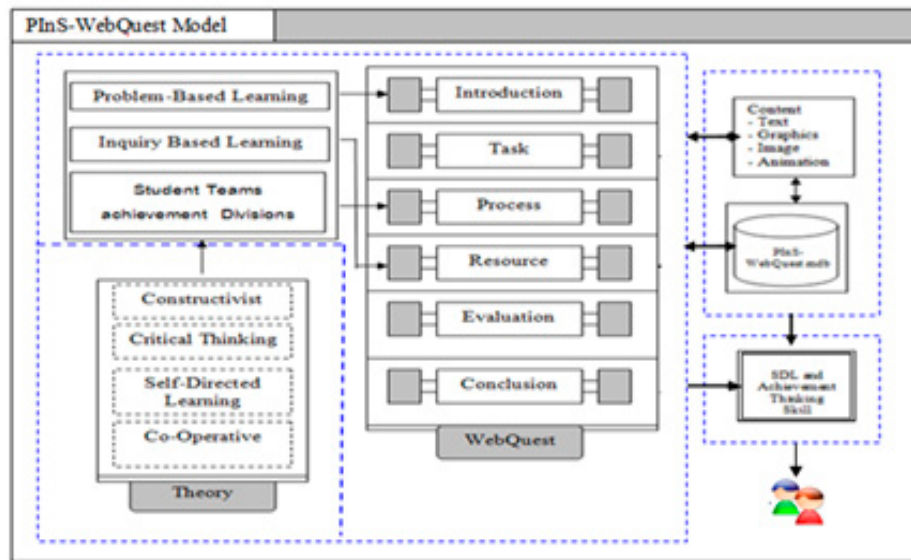 PInS-WebQuest Model
Problem-Based Learning
Inquiry Based Learning
Student Teams
achievement Divisions
Constructivist
Critical Thinking
Self-Directed
Learning
Co-Operative
Theory
Introduction
Task
Process
Resource
Evaluation
Conclusion
WebQuest
Content
- Text
- Graphics
- Image
- Animation
PInS-
WebQuest mdb
SDL and
Achievement
Thinking
Skill